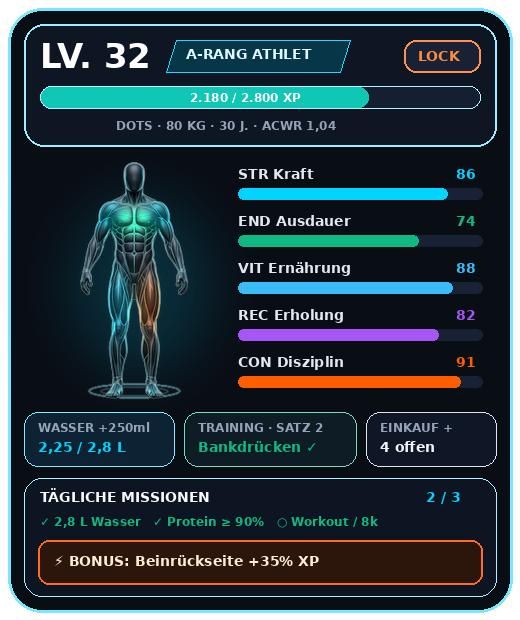 LV. 32
A-RANG ATHLET
LOCK
2.180 / 2.800 XP
DOTS · 80 KG · 30 J. · ACWR 1,04
STR Kraft 86
END Ausdauer 74
VIT Ernährung 88
REC Erholung 82
CON Disziplin 91
WASSER +250ml
2,25 / 2,8 L
TRAINING · SATZ 2
Bankdrücken ✓
EINKAUF +
4 offen
TÄGLICHE MISSIONEN 2 / 3
✓ 2,8 L Wasser ✓ Protein ≥ 90% ○ Workout / 8k
⚡ BONUS: Beinrückseite +35% XP